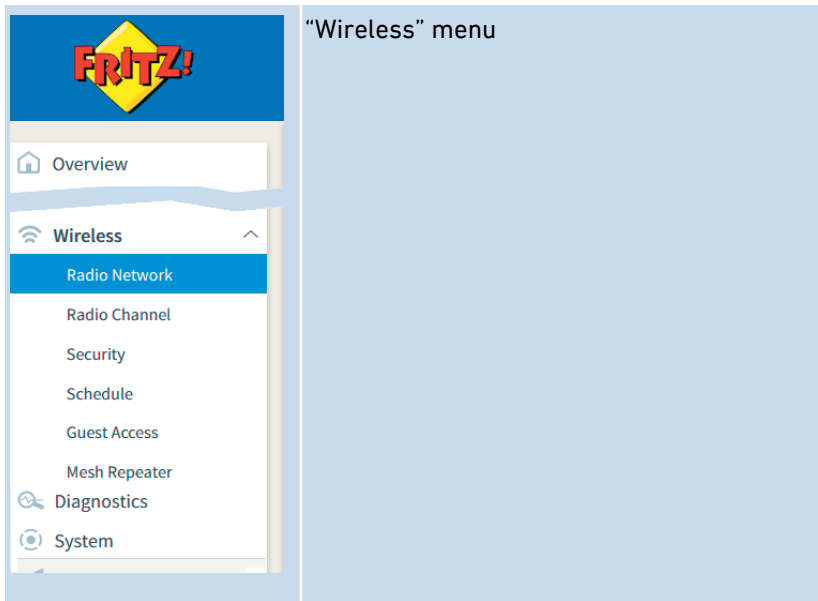 FRITZ!
“Wireless” menu
Overview
Wireless
Radio Network
Radio Channel
Security
Schedule
Guest Access
Mesh Repeater
Diagnostics
System